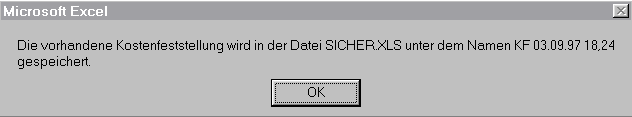 Microsoft Excel
Die vorhandene Kostenfeststellung wird in der Datei SICHER.XLS unter dem Namen KF 03.09.97 18,24
gespeichert.
OK